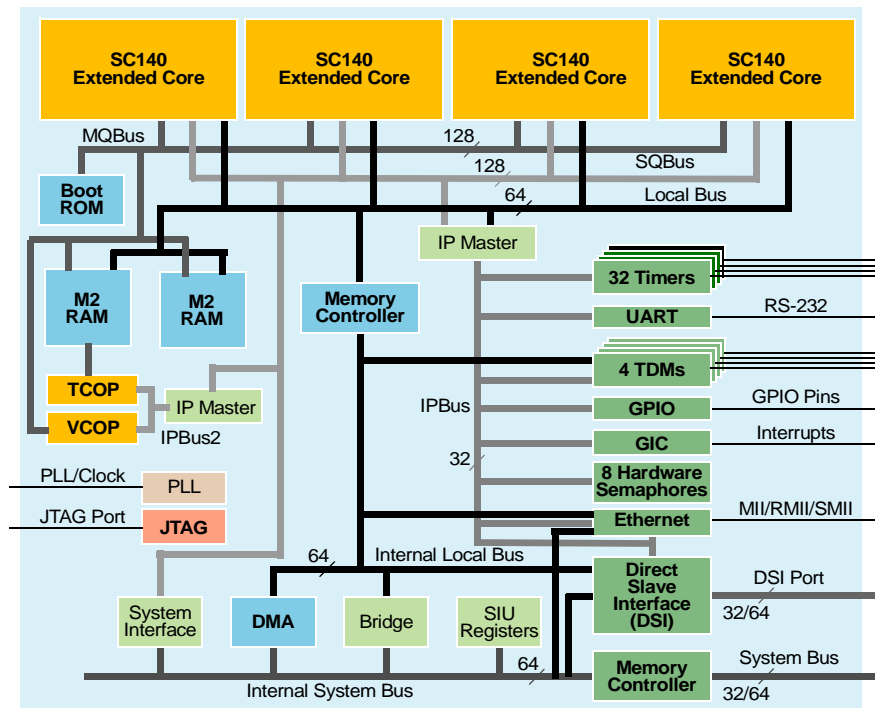 SC140
Extended Core
SC140
Extended Core
SC140
Extended Core
SC140
Extended Core
MQBus
128
128
SQBus
64
Local Bus
Boot
ROM
IP Master
M2
RAM
M2
RAM
Memory
Controller
32 Timers
UART
RS-232
4 TDMs
TCOP
VCOP
IP Master
IPBus2
IPBus
32
GPIO
GPIO Pins
GIC
Interrupts
8 Hardware
Semaphores
PLL/Clock
PLL
JTAG Port
JTAG
Ethernet
MII/RMII/SMII
64
Internal Local Bus
Direct
Slave
Interface
(DSI)
DSI Port
32/64
System
Interface
DMA
Bridge
SIU
Registers
64
Internal System Bus
Memory
Controller
System Bus
32/64